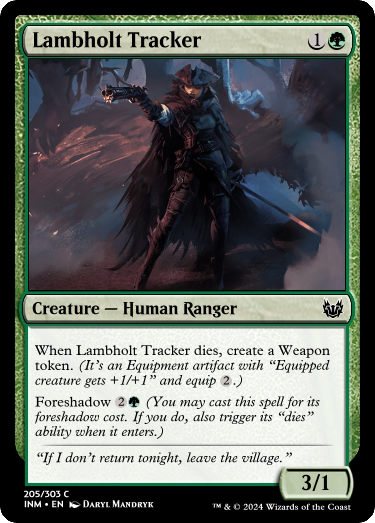 Lambholt Tracker 1
Creature — Human Ranger
When Lambholt Tracker dies, create a Weapon
token. (It's an Equipment artifact with “Equipped
creature gets +1/+1” and equip 2.)
Foreshadow 2 (You may cast this spell for its
foreshadow cost. If you do, also trigger its “dies”
ability when it enters.)
“If I don't return tonight, leave the village.”
3/1
205/303 C
INM • EN Daryl Mandryk
™ & © 2024 Wizards of the Coast